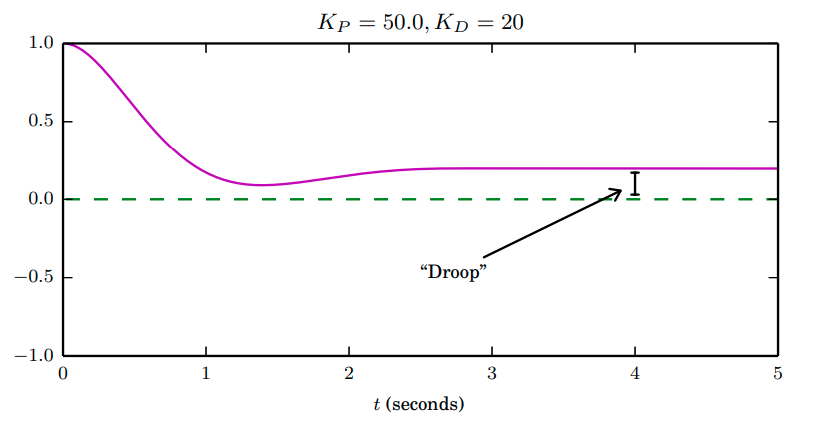 K_P = 50.0, K_D = 20
1.0
0.5
0.0
−0.5
−1.0
“Droop”
0 1 2 3 4 5
t (seconds)